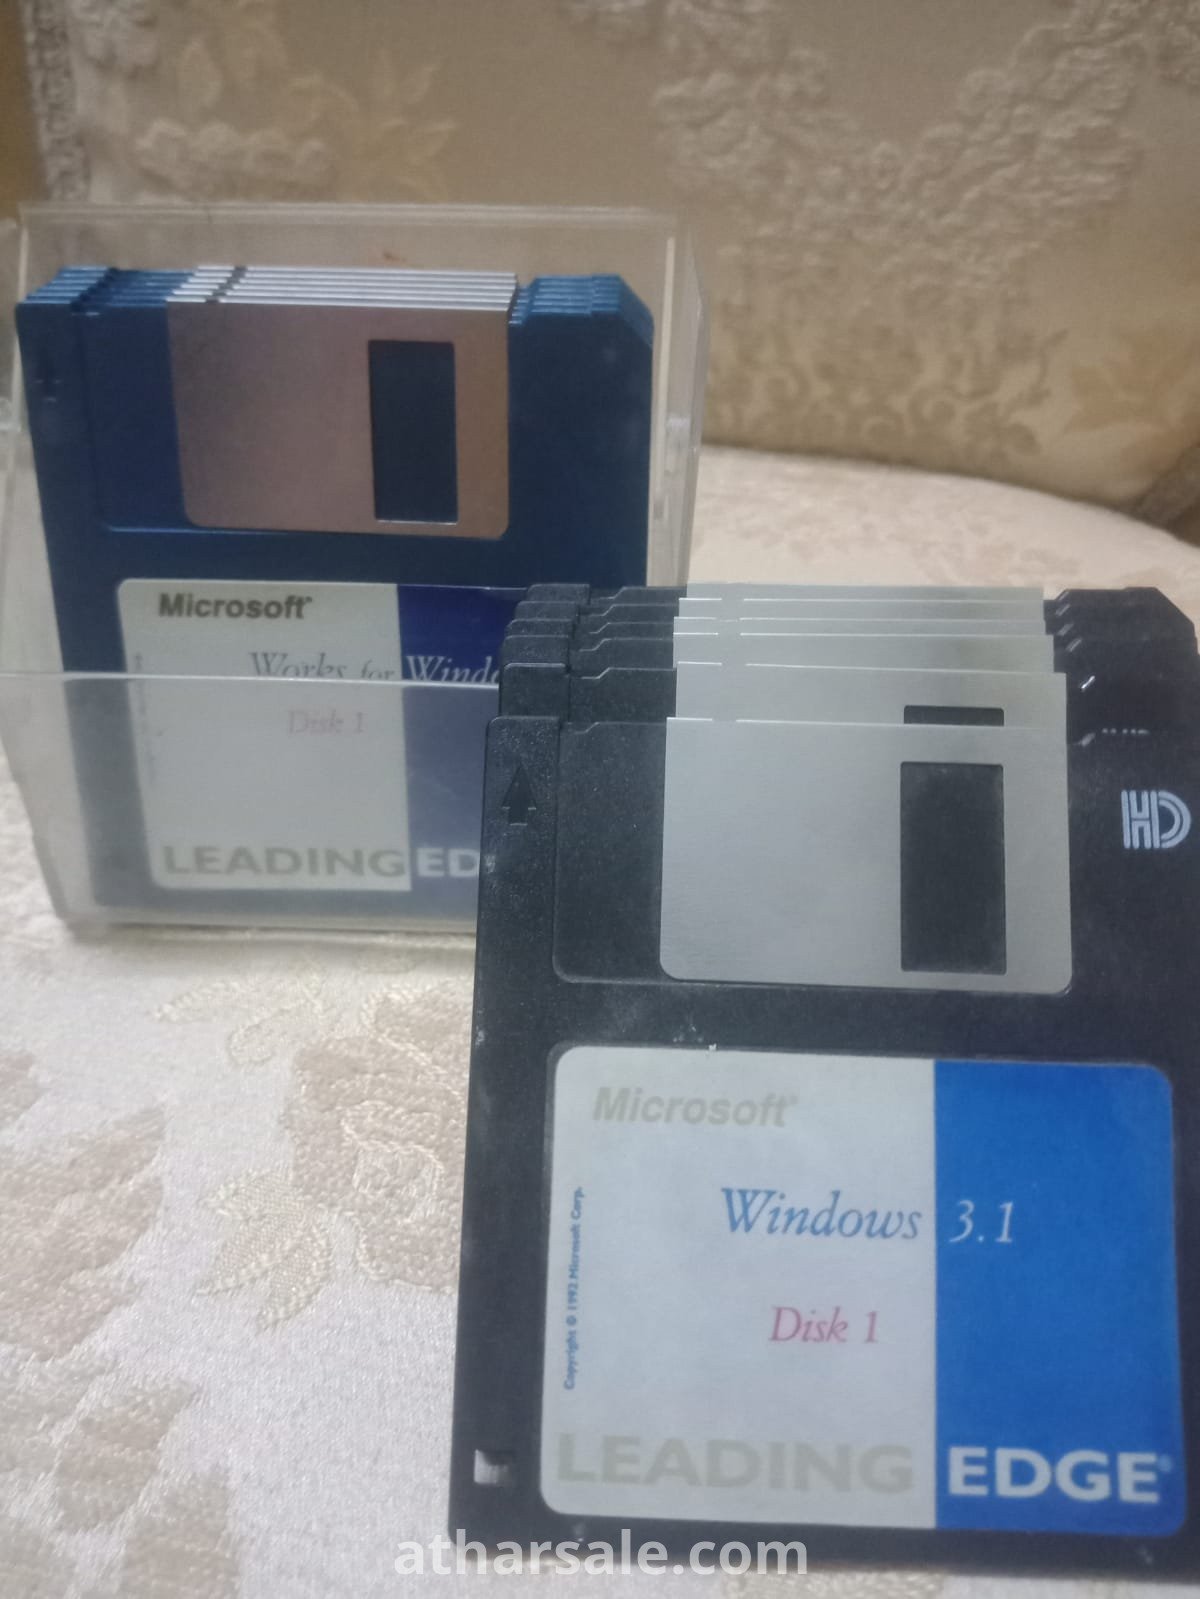 Microsoft
Works for Windo
Disk 1
LEADING ED
HD
Microsoft®
Windows 3.1
Disk 1
Copyright © 1992 Microsoft Corp.
LEADING EDGE®
atharsale.com